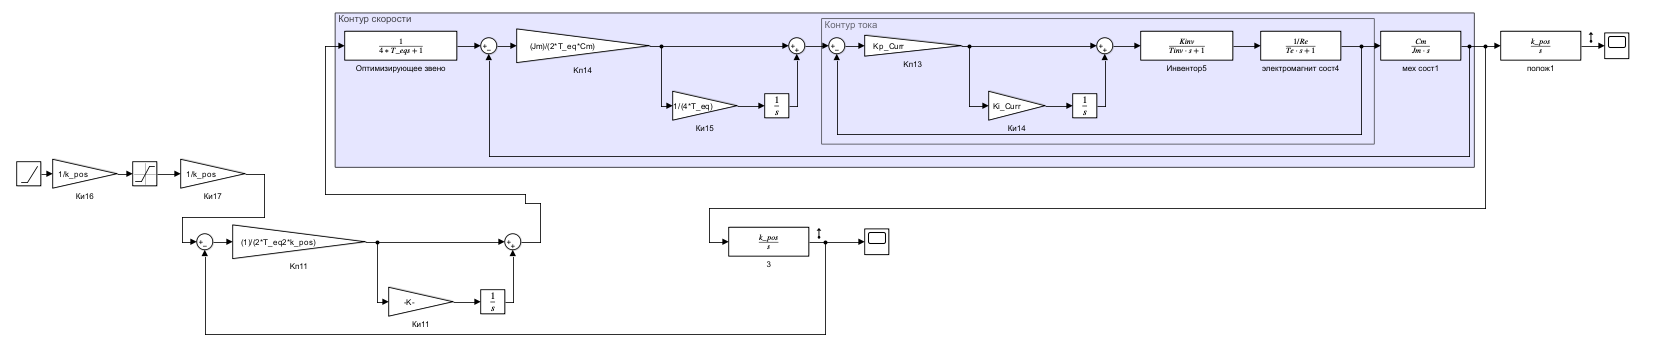 Контур скорости
Контур тока
1
4*T_eqs+1
Оптимизирующее звено
+
−
(Jm)/(2*T_eq*Cm)
Кп14
1/(4*T_eq)
Ки15
1
s
+
+
+
−
Kp_Curr
Кп13
Ki_Curr
Ки14
1
s
+
+
Kinv
Tinv·s+1
Инвентор5
1/Re
Te·s+1
электромагнит сост4
Cm
Jm·s
мех сост1
k_pos
s
полож1
1/k_pos
Ки16
1/k_pos
Ки17
+
−
(1)/(2*T_eq2*k_pos)
Кп11
-K-
Ки11
1
s
+
+
k_pos
s
3